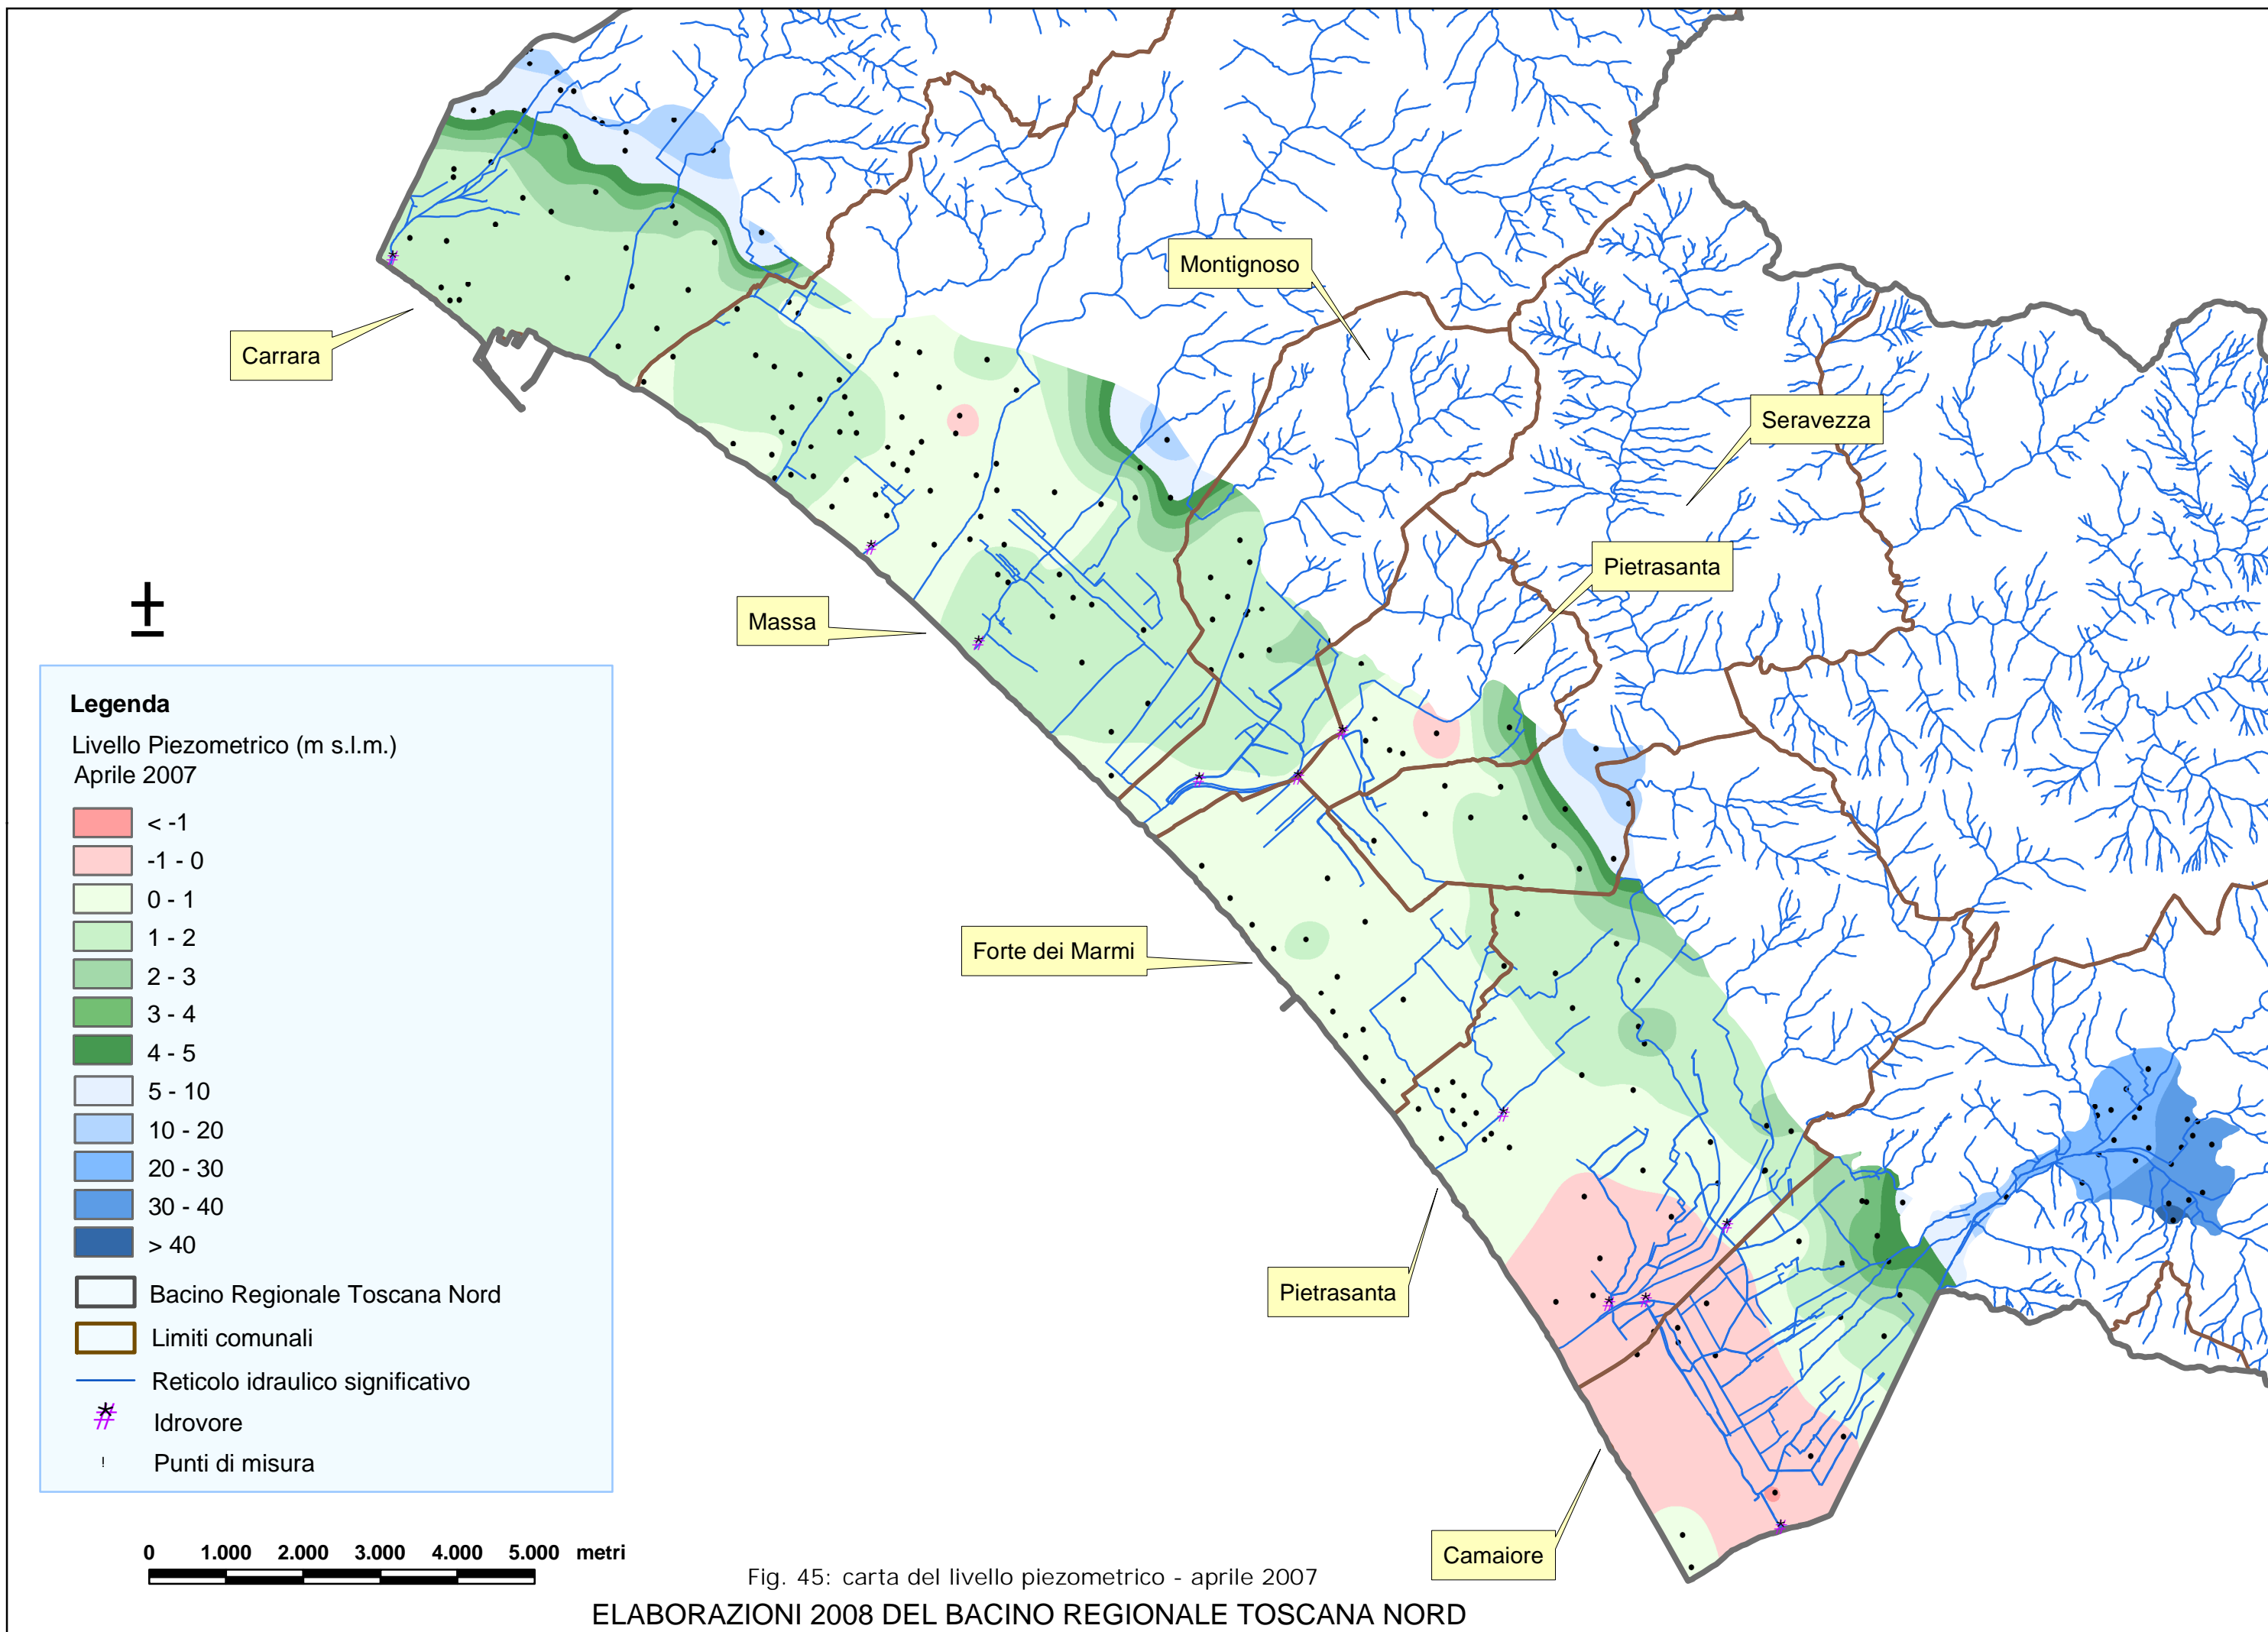 Montignoso
Carrara
Seravezza
Pietrasanta
Massa
Forte dei Marmi
Pietrasanta
Camaiore
±
Legenda
Livello Piezometrico (m s.l.m.)
Aprile 2007
< -1
-1 - 0
0 - 1
1 - 2
2 - 3
3 - 4
4 - 5
5 - 10
10 - 20
20 - 30
30 - 40
> 40
Bacino Regionale Toscana Nord
Limiti comunali
Reticolo idraulico significativo
Idrovore
! Punti di misura
0 1.000 2.000 3.000 4.000 5.000 metri
Fig. 45: carta del livello piezometrico - aprile 2007
ELABORAZIONI 2008 DEL BACINO REGIONALE TOSCANA NORD